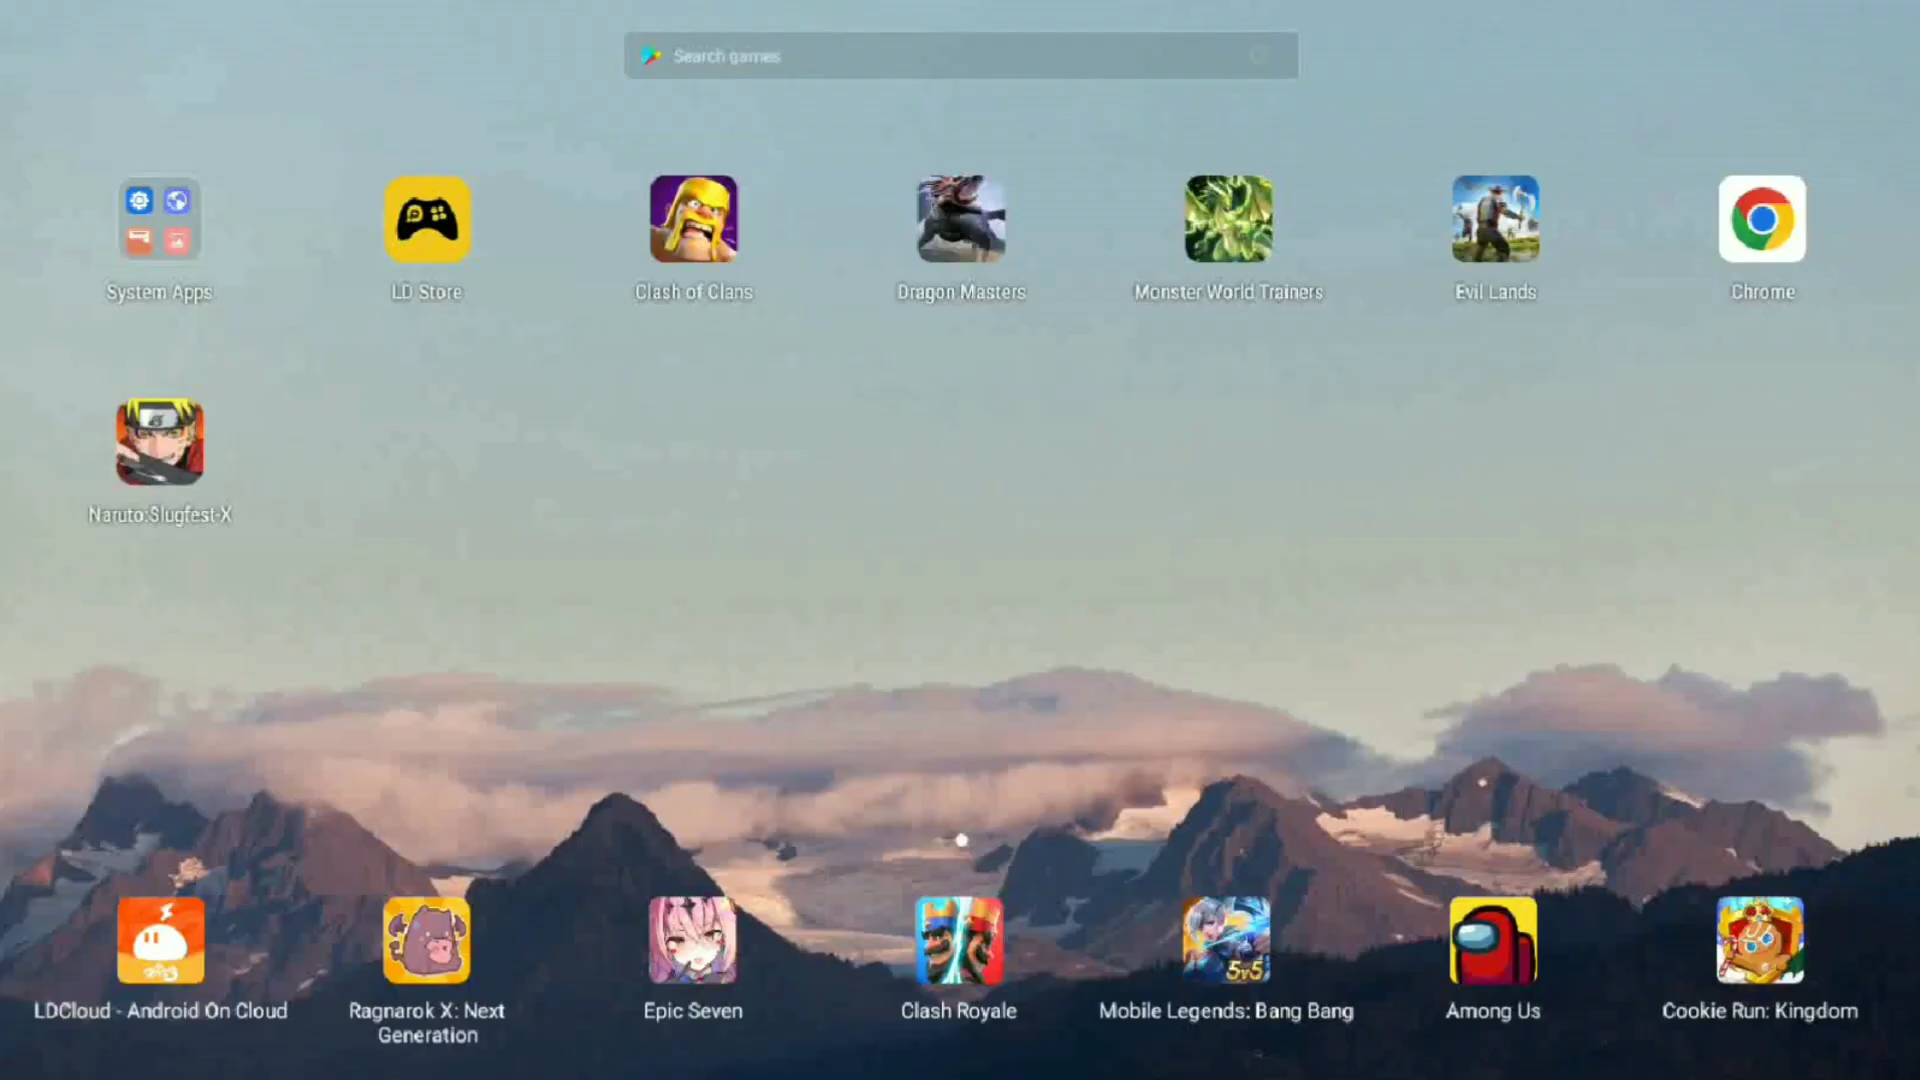 Search games
System Apps
LD Store
Clash of Clans
Dragon Masters
Monster World Trainers
Evil Lands
Chrome
Naruto:Slugfest-X
5v5
LDCloud - Android On Cloud
Ragnarok X: Next
Generation
Epic Seven
Clash Royale
Mobile Legends: Bang Bang
Among Us
Cookie Run: Kingdom